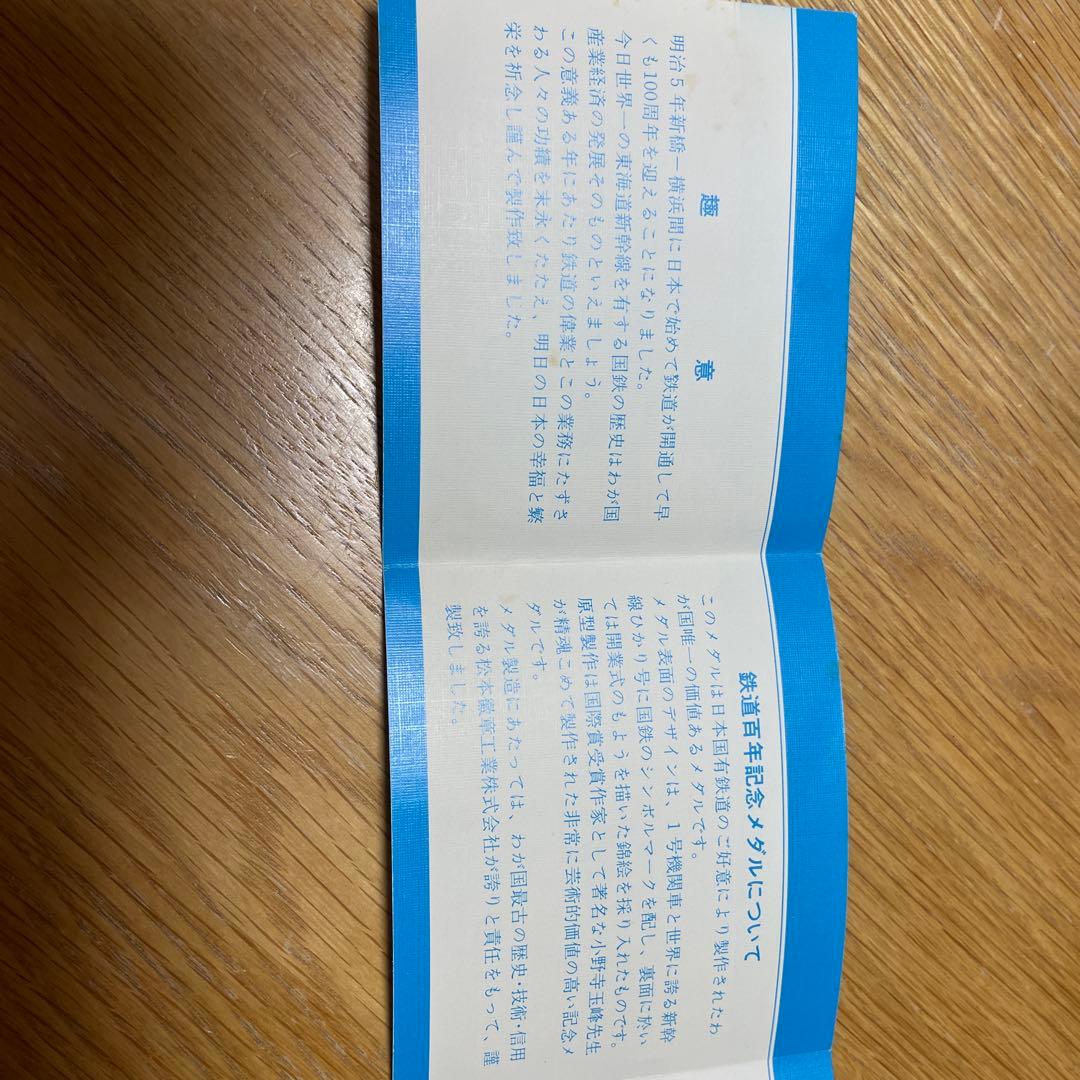 趣意
明治5年新橋ー横浜間に日本で始めて鉄道が開通して早
くも100周年を迎えることになりました。
今日世界一の東海道新幹線を有する国鉄の歴史はわが国
産業経済の発展そのものといえましょう。
この意義ある年にあたり鉄道の偉業とこの業務にたずさ
わる人々の功績を末永くたたえ、明日の日本の幸福と繁
栄を祈念し謹んで製作致しました。
鉄道百年記念メダルについて
このメダルは日本国有鉄道のご好意により製作されたわ
が国唯一の価値あるメダルです。
メダル表面のデザインは、1号機関車と世界に誇る新幹
線ひかり号に国鉄のシンボルマークを配し、裏面に於い
ては開業式のもようを描いた錦絵を採り入れたものです。
原型製作は国際賞受賞作家として著名な小野寺玉峰先生
が精魂こめて製作された非常に芸術的価値の高い記念メ
ダルです。
メダル製造にあたっては、わが国最古の歴史・技術・信用
を誇る松本徽章工業株式会社が誇りと責任をもって、謹
製致しました。